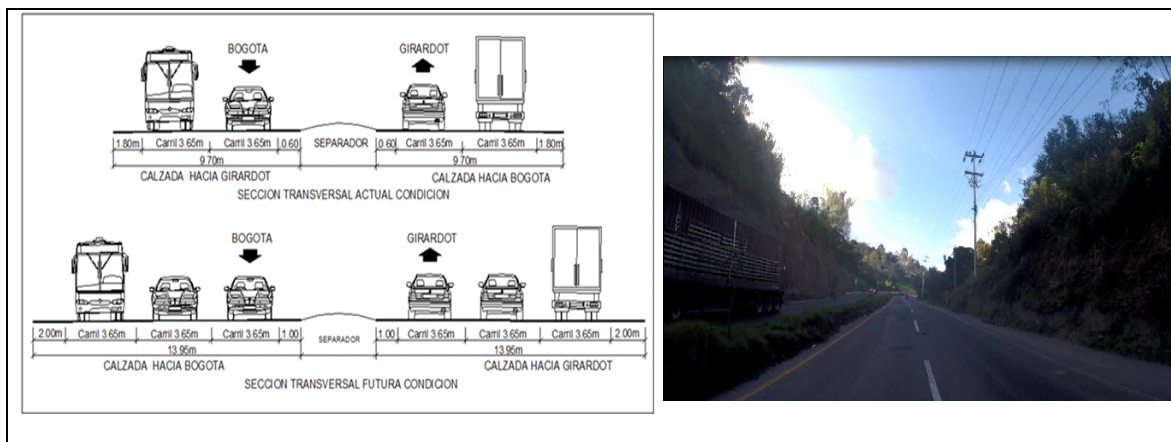 BOGOTA GIRARDOT
1.80m Carril 3.65m Carril 3.65m .0.60 SEPARADOR 0.60 Carril 3.65m Carril 3.65m 1.80m
9.70m 9.70m
CALZADA HACIA GIRARDOT CALZADA HACIA BOGOTA
SECCION TRANSVERSAL ACTUAL CONDICION
BOGOTA GIRARDOT
2.00m Carril 3.65m Carril 3.65m Carril 3.65m 1.00 SEPARADOR 1.00 Carril 3.65m Carril 3.65m Carril 3.65m 2.00m
13.95m 13.95m
CALZADA HACIA BOGOTA CALZADA HACIA GIRARDOT
SECCION TRANSVERSAL FUTURA CONDICION